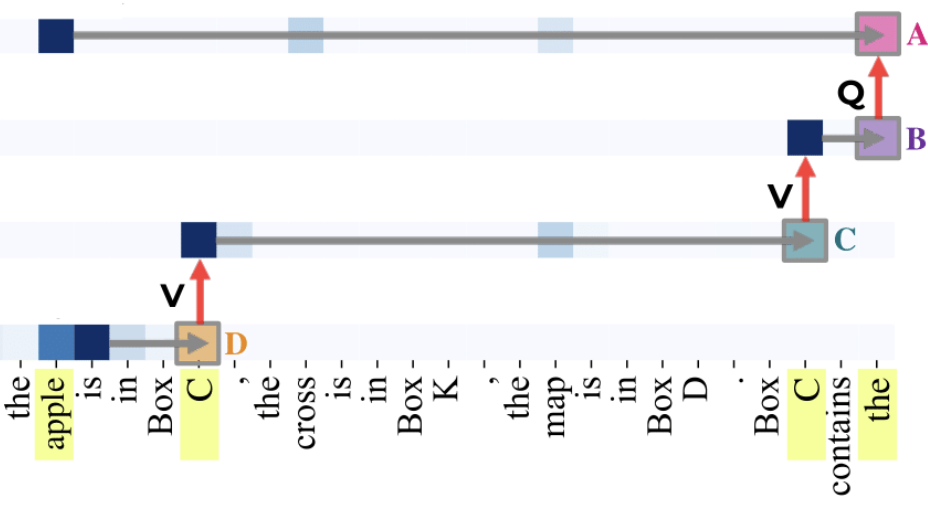 A
Q
B
V
C
V
D
the apple is in Box C , the cross is in Box K , the map is in Box D . Box C contains the